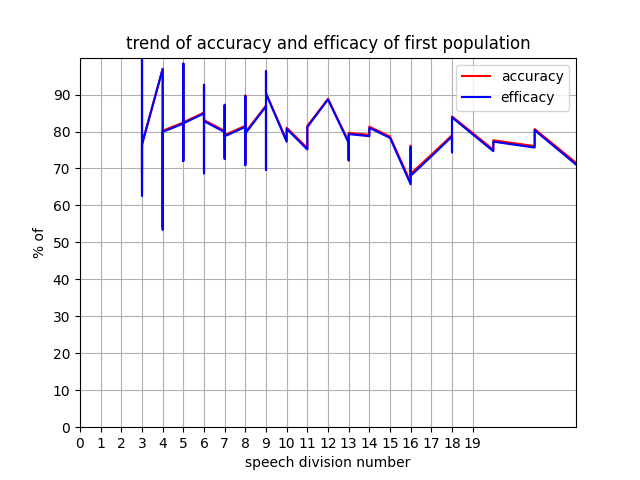 trend of accuracy and efficacy of first population
accuracy
efficacy
90
80
70
60
50
40
30
20
10
0
% of
0 1 2 3 4 5 6 7 8 9 10 11 12 13 14 15 16 17 18 19
speech division number